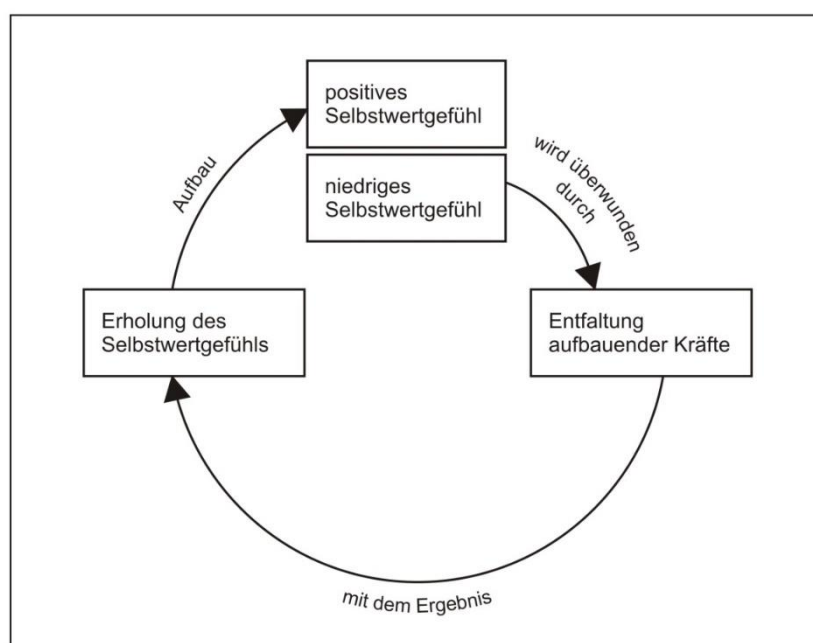 positives
Selbstwertgefühl
niedriges
Selbstwertgefühl
wird überwunden
durch
Entfaltung
aufbauender Kräfte
mit dem Ergebnis
Erholung des
Selbstwertgefühls
Aufbau